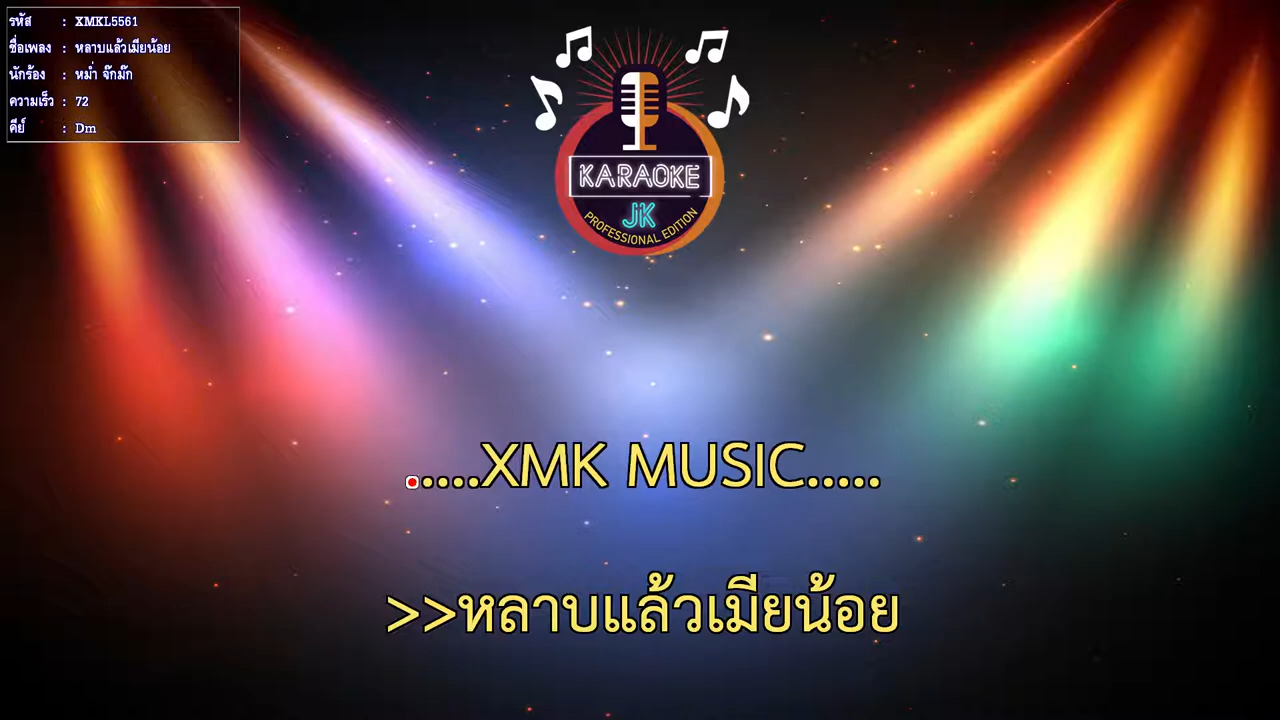 รหัส : XMKL5561
ชื่อเพลง : หลาบแล้วเมียน้อย
นักร้อง : หม่ำ จ๊กม๊ก
ความเร็ว : 72
คีย์ : Dm
KARAOKE
JK
PROFESSIONAL EDITION
.....XMK MUSIC.....
>>หลาบแล้วเมียน้อย